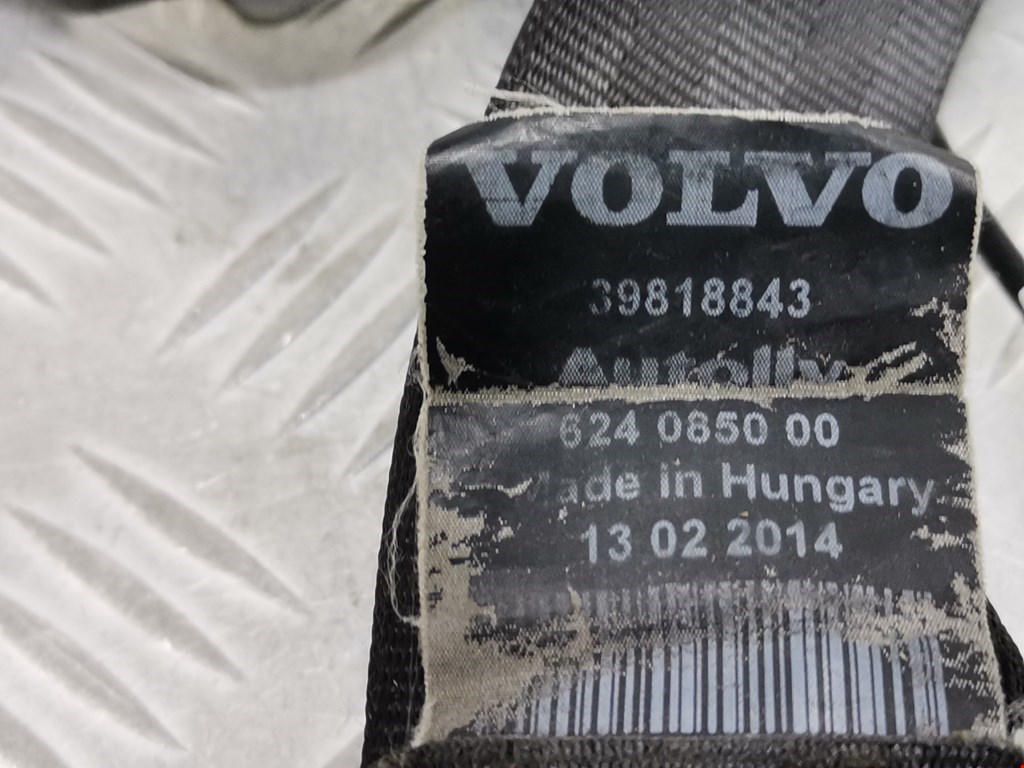 VOLVO
39818843
Autoliv
624 0850 00
Made in Hungary
13 02 2014